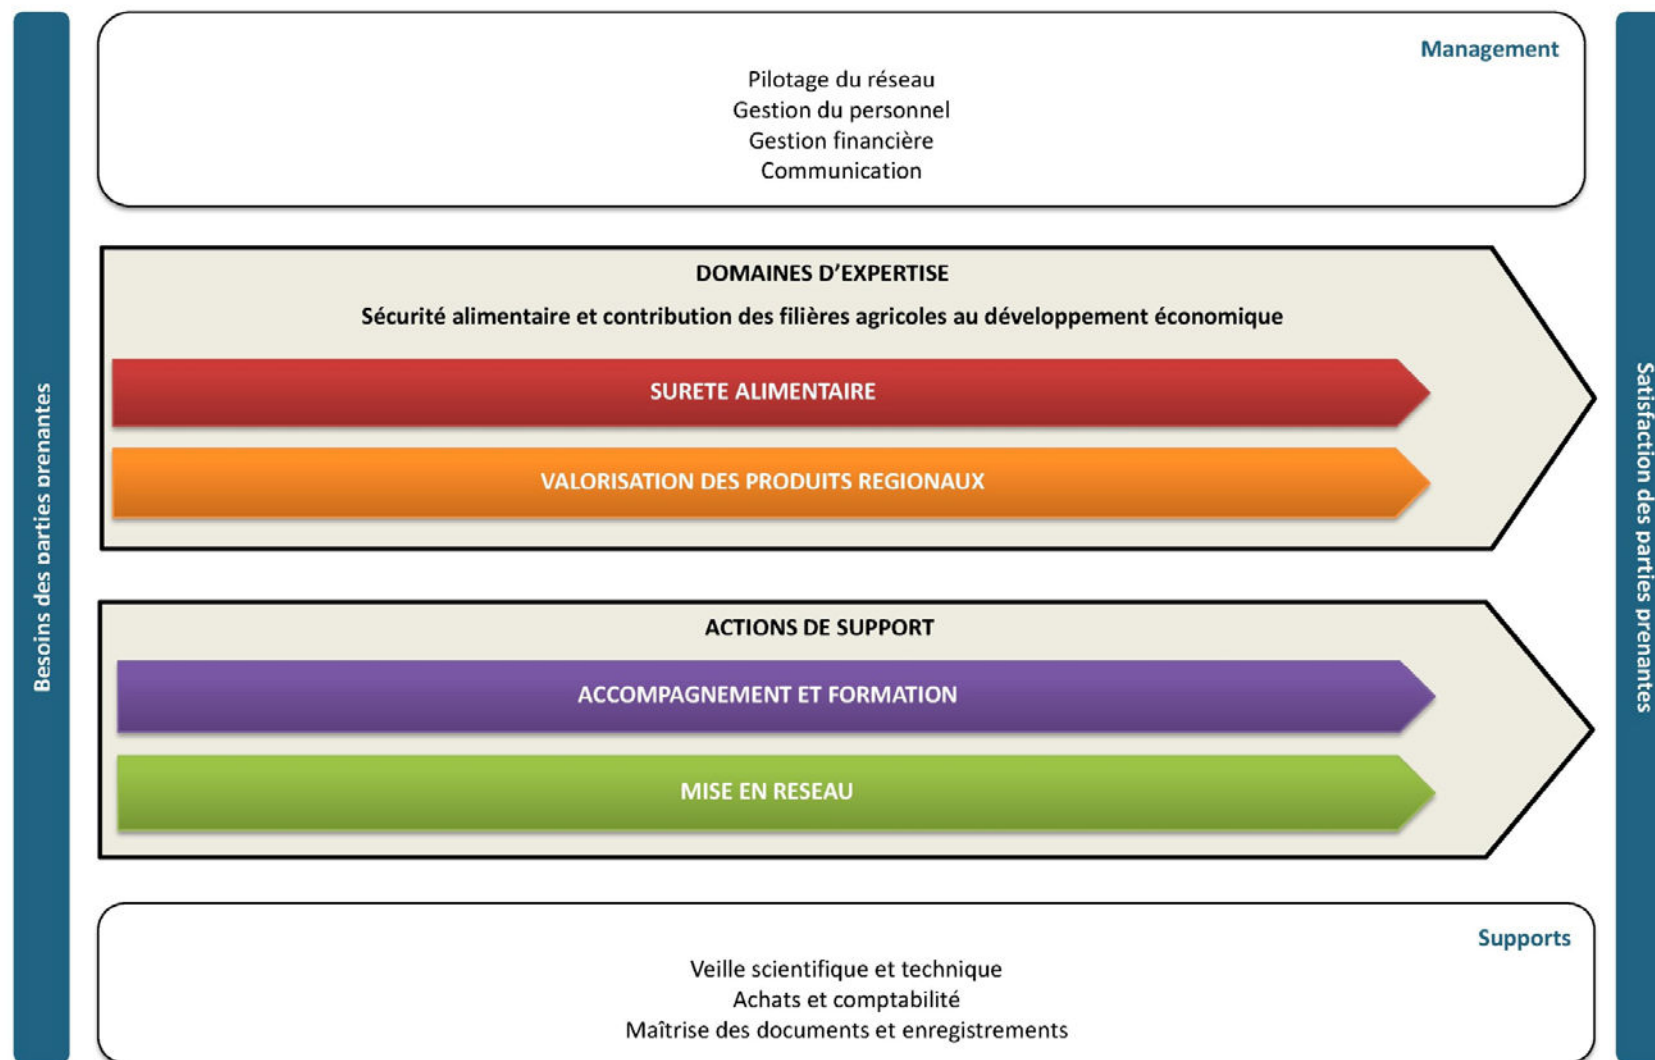 Besoins des parties prenantes
Management
Pilotage du réseau
Gestion du personnel
Gestion financière
Communication
DOMAINES D’EXPERTISE
Sécurité alimentaire et contribution des filières agricoles au développement économique
SURETE ALIMENTAIRE
VALORISATION DES PRODUITS REGIONAUX
ACTIONS DE SUPPORT
ACCOMPAGNEMENT ET FORMATION
MISE EN RESEAU
Supports
Veille scientifique et technique
Achats et comptabilité
Maîtrise des documents et enregistrements
Satisfaction des parties prenantes